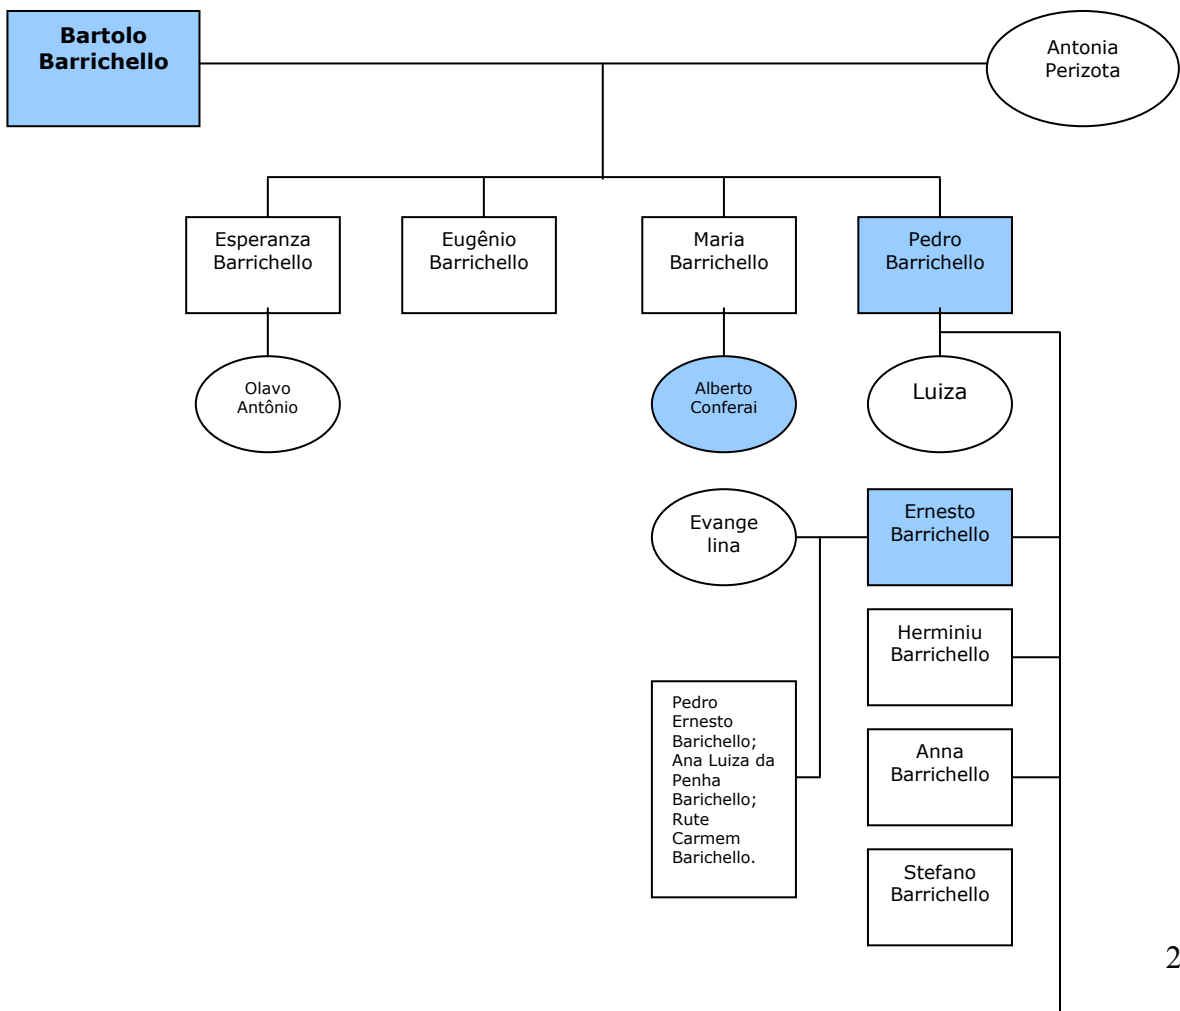 Bartolo
Barrichello
Antonia
Perizota
Esperanza
Barrichello
Eugênio
Barrichello
Maria
Barrichello
Pedro
Barrichello
Olavo
Antônio
Alberto
Conferai
Luiza
Evange
lina
Ernesto
Barrichello
Herminiu
Barrichello
Pedro
Ernesto
Barichello;
Ana Luiza da
Penha
Barichello;
Rute
Carmem
Barichello.
Anna
Barrichello
Stefano
Barrichello
2